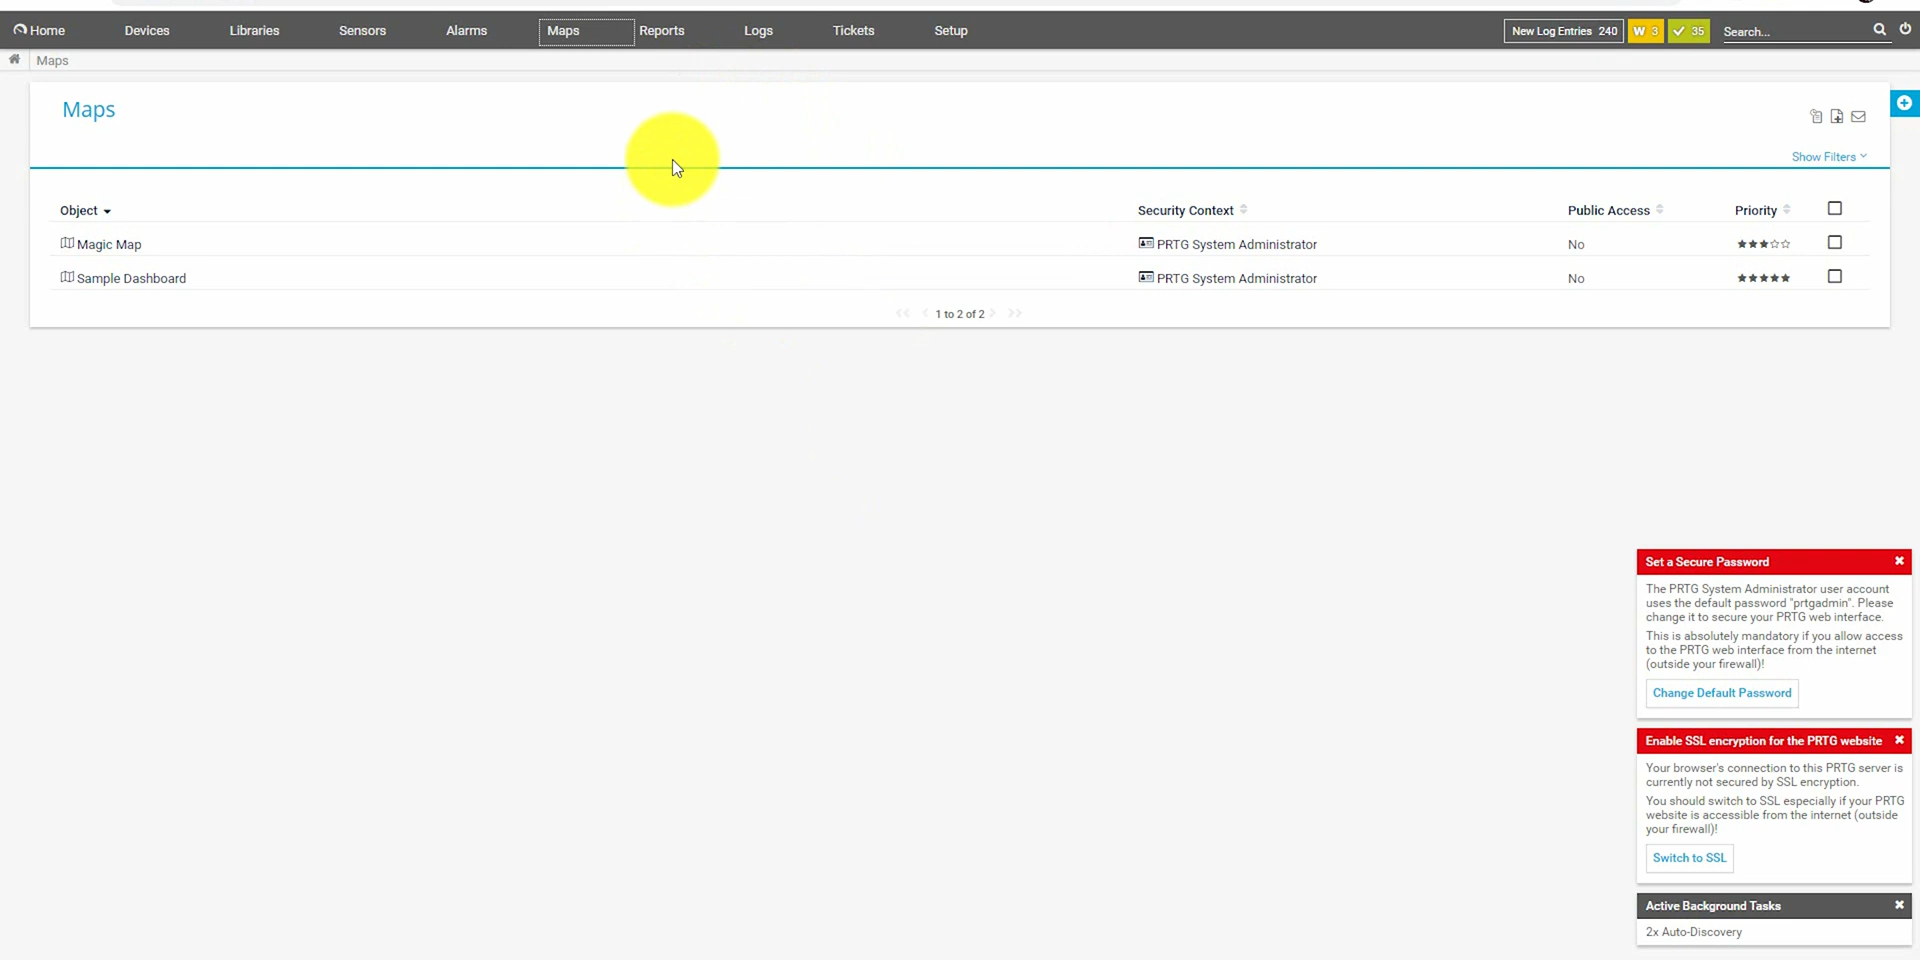 Home Devices Libraries Sensors Alarms Maps Reports Logs Tickets Setup New Log Entries 240 W 3 35 Search...
Maps
Maps
Show Filters
Object Security Context Public Access Priority
Magic Map PRTG System Administrator No
Sample Dashboard PRTG System Administrator No
1 to 2 of 2
Set a Secure Password
The PRTG System Administrator user account
uses the default password "prtgadmin". Please
change it to secure your PRTG web interface.
This is absolutely mandatory if you allow access
to the PRTG web interface from the internet
(outside your firewall)!
Change Default Password
Enable SSL encryption for the PRTG website
Your browser's connection to this PRTG server is
currently not secured by SSL encryption.
You should switch to SSL especially if your PRTG
website is accessible from the internet (outside
your firewall)!
Switch to SSL
Active Background Tasks
2x Auto-Discovery